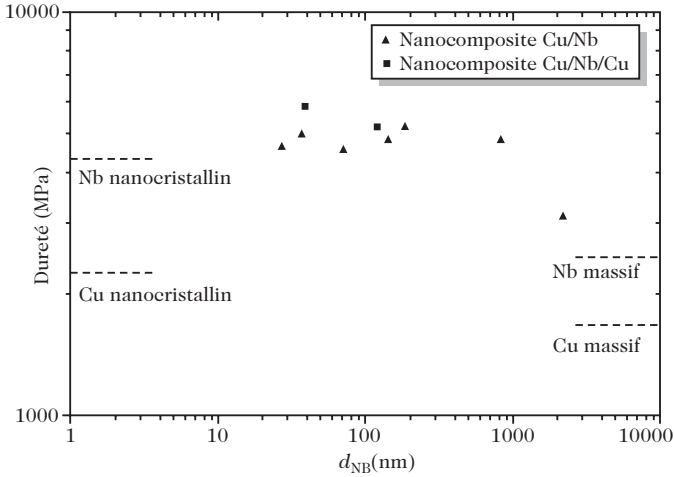 10000
Nanocomposite Cu/Nb
Nanocomposite Cu/Nb/Cu
Dureté (MPa)
Nb nanocristallin
Cu nanocristallin
Nb massif
Cu massif
1000
1 10 100 1000 10000
d_NB(nm)